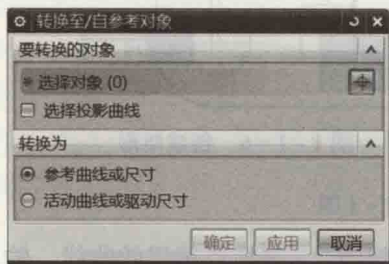 转换至/自参考对象
要转换的对象
* 选择对象 (0)
选择投影曲线
转换为
参考曲线或尺寸
活动曲线或驱动尺寸
确定 应用 取消